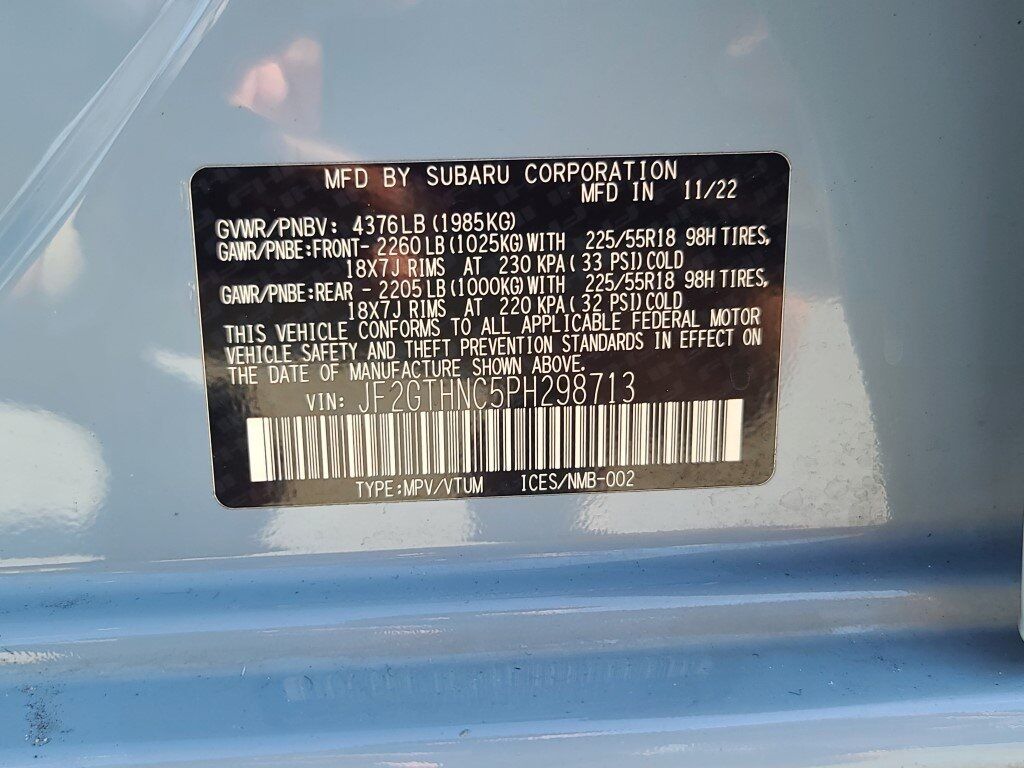 MFD BY SUBARU CORPORATION
MFD IN 11/22
GVWR/PNBV: 4376LB (1985KG)
GAWR/PNBE:FRONT- 2260 LB (1025KG) WITH 225/55R18 98H TIRES,
18X7J RIMS AT 230 KPA ( 33 PSI) COLD
GAWR/PNBE:REAR - 2205 LB (1000KG) WITH 225/55R18 98H TIRES,
18X7J RIMS AT 220 KPA ( 32 PSI) COLD
THIS VEHICLE CONFORMS TO ALL APPLICABLE FEDERAL MOTOR
VEHICLE SAFETY AND THEFT PREVENTION STANDARDS IN EFFECT ON
THE DATE OF MANUFACTURE SHOWN ABOVE.
VIN: JF2GTHNC5PH298713
TYPE:MPV/VTUM ICES/NMB-002